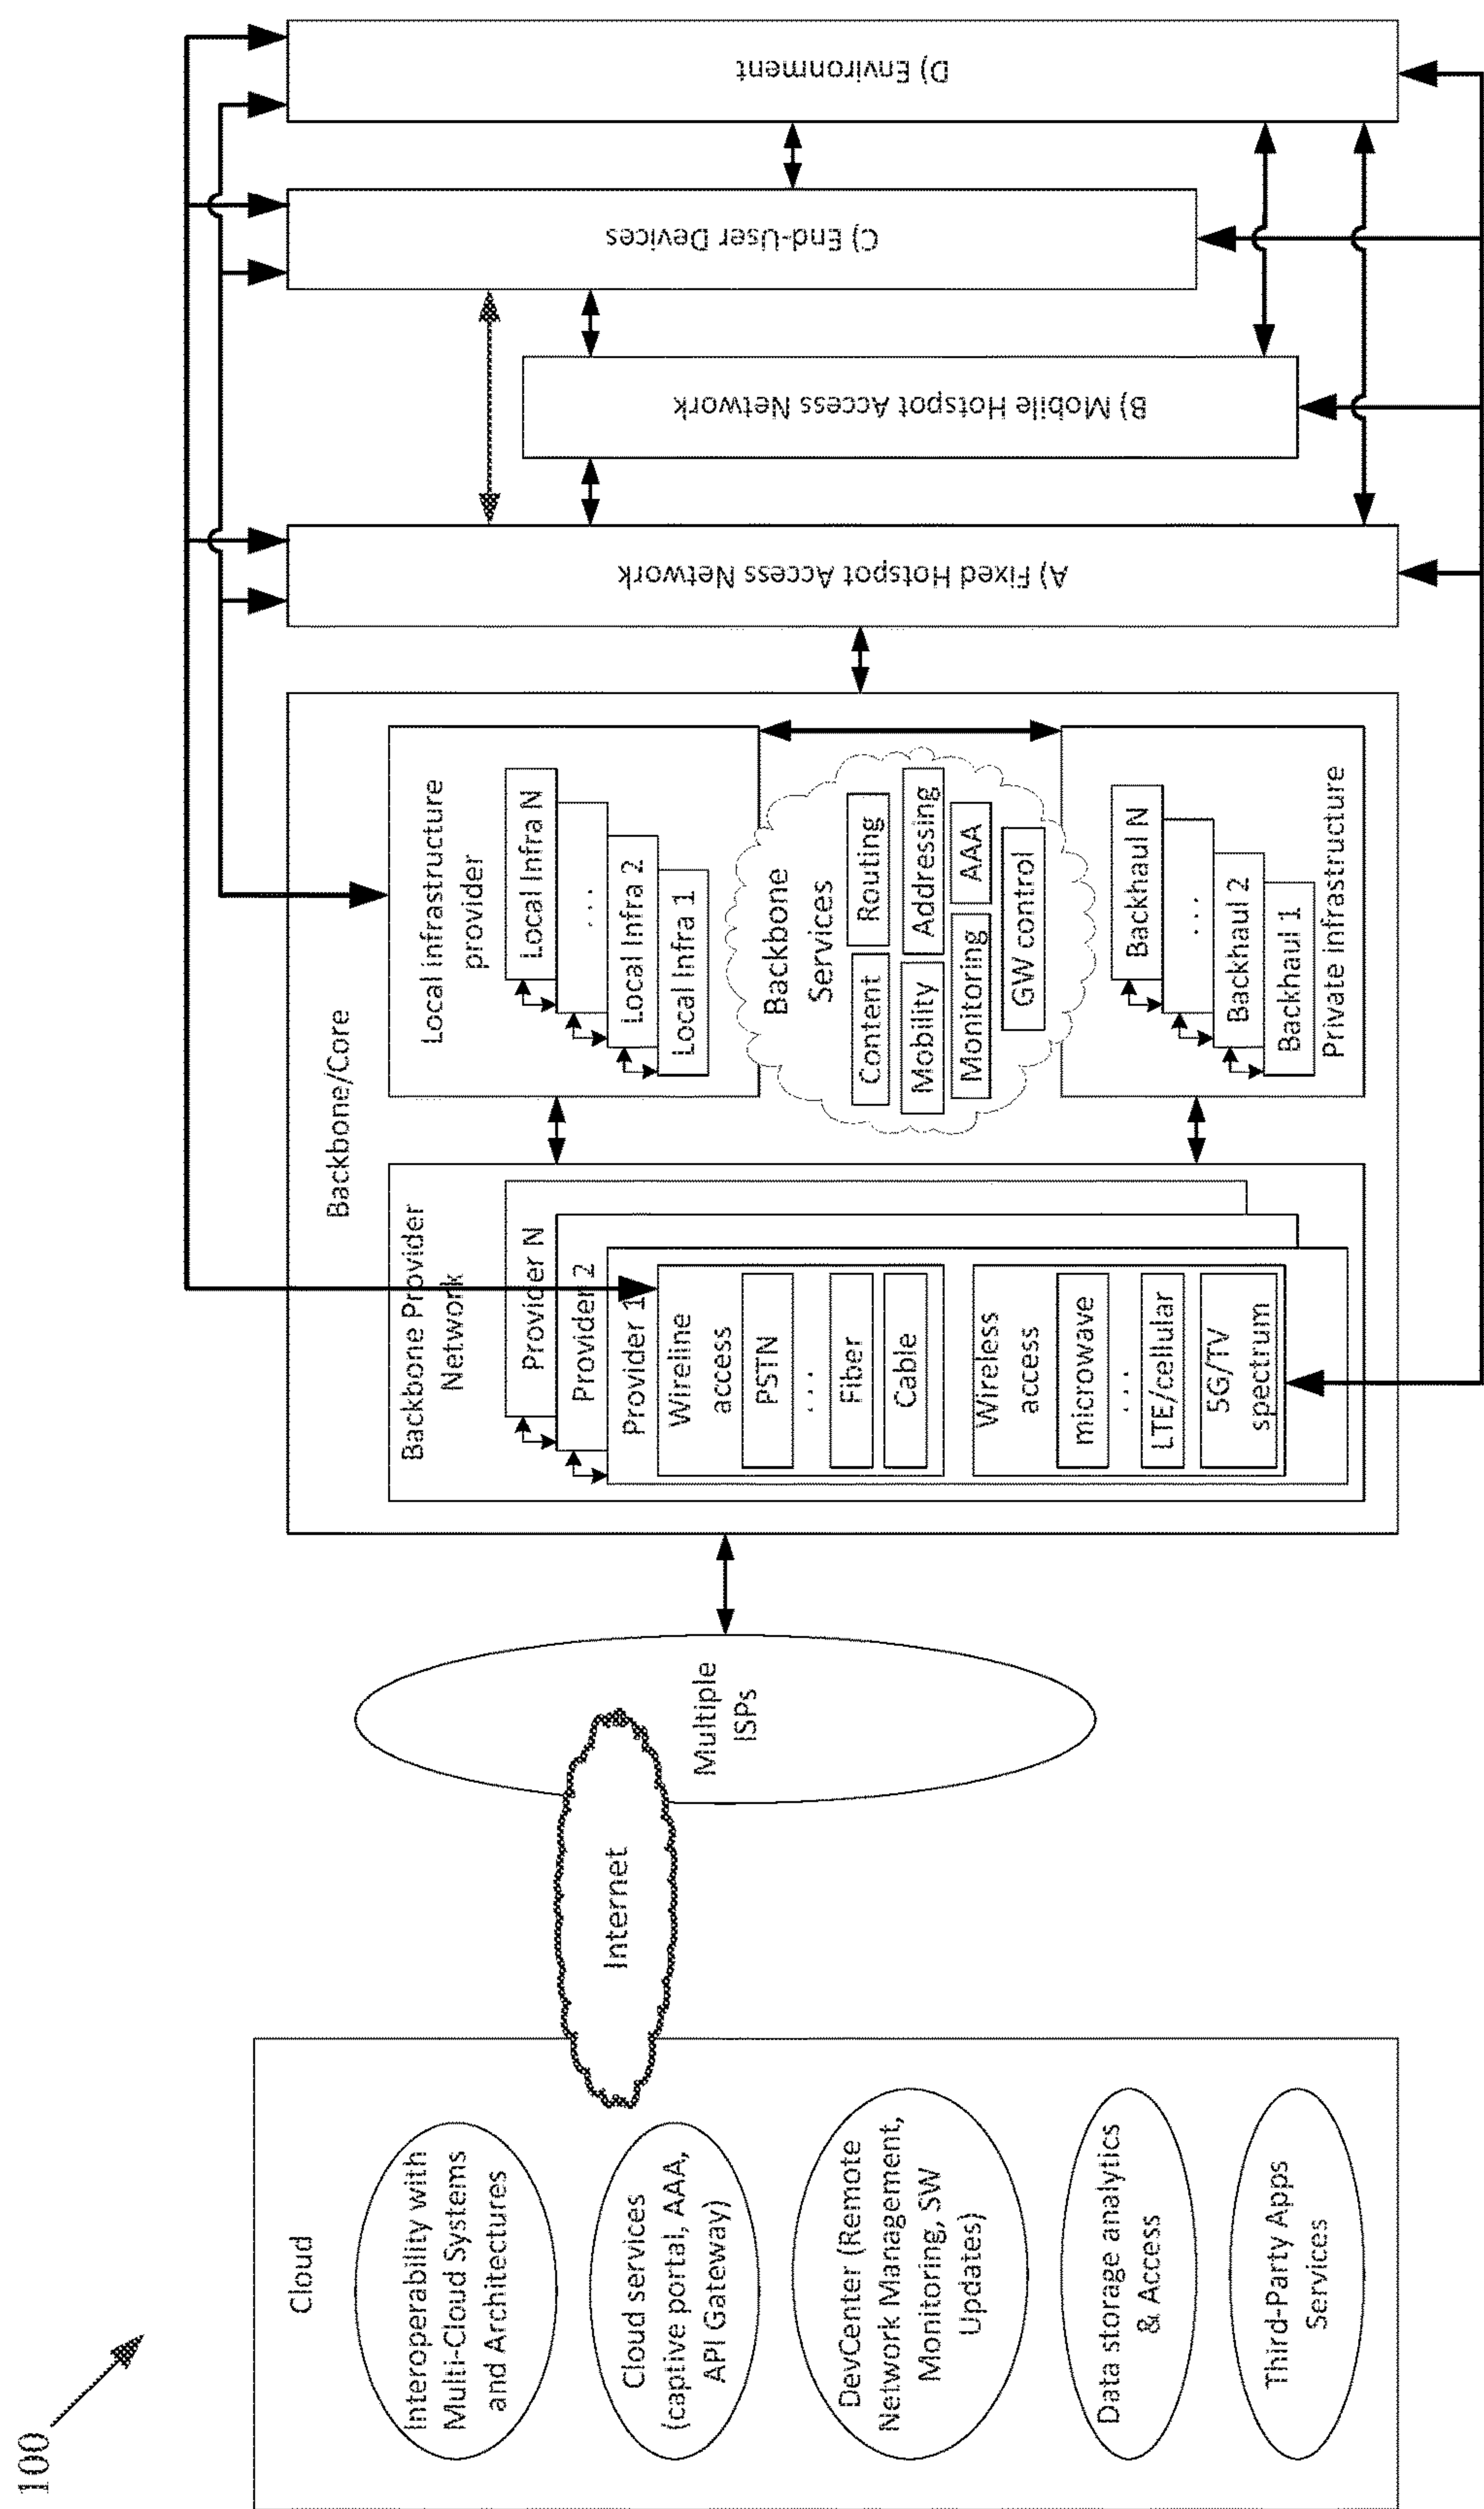 100
Cloud
Interoperability with
Multi-Cloud Systems
and Architectures
Cloud services
(captive portal, AAA,
API Gateway)
DevCenter (Remote
Network Management,
Monitoring, SW
Updates)
Data storage analytics
& Access
Third-Party Apps
Services
Internet
Multiple
ISPs
Backbone/Core
Backbone Provider
Network
Provider N
Provider 2
Provider 1
Wireline
access
PSTN
...
Fiber
Cable
Wireless
access
microwave
...
LTE/cellular
5G/TV
spectrum
Local infrastructure
provider
Local Infra N
...
Local Infra 2
Local Infra 1
Backbone
Services
Content
Routing
Mobility
Addressing
Monitoring
AAA
GW control
Backhaul N
...
Backhaul 2
Backhaul 1
Private infrastructure
A) Fixed Hotspot Access Network
B) Mobile Hotspot Access Network
C) End-User Devices
D) Environment